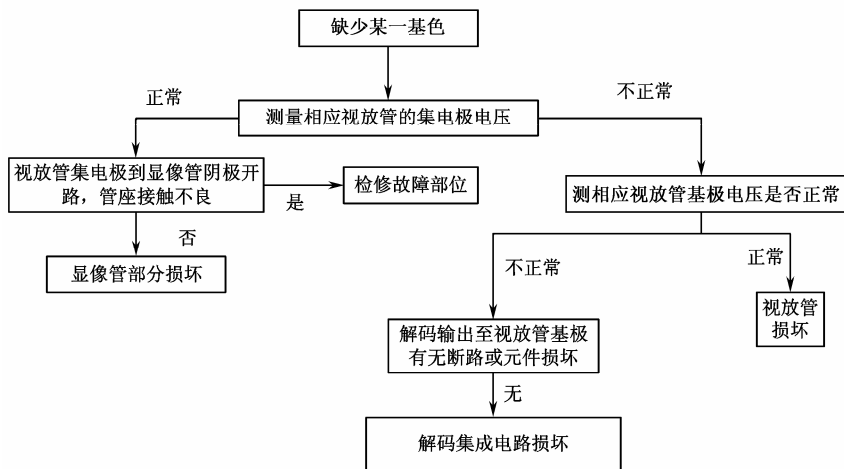 缺少某一基色
正常
不正常
测量相应视放管的集电极电压
视放管集电极到显像管阴极开
路，管座接触不良
是
检修故障部位
测相应视放管基极电压是否正常
否
显像管部分损坏
不正常
正常
视放管
损坏
解码输出至视放管基极
有无断路或元件损坏
无
解码集成电路损坏